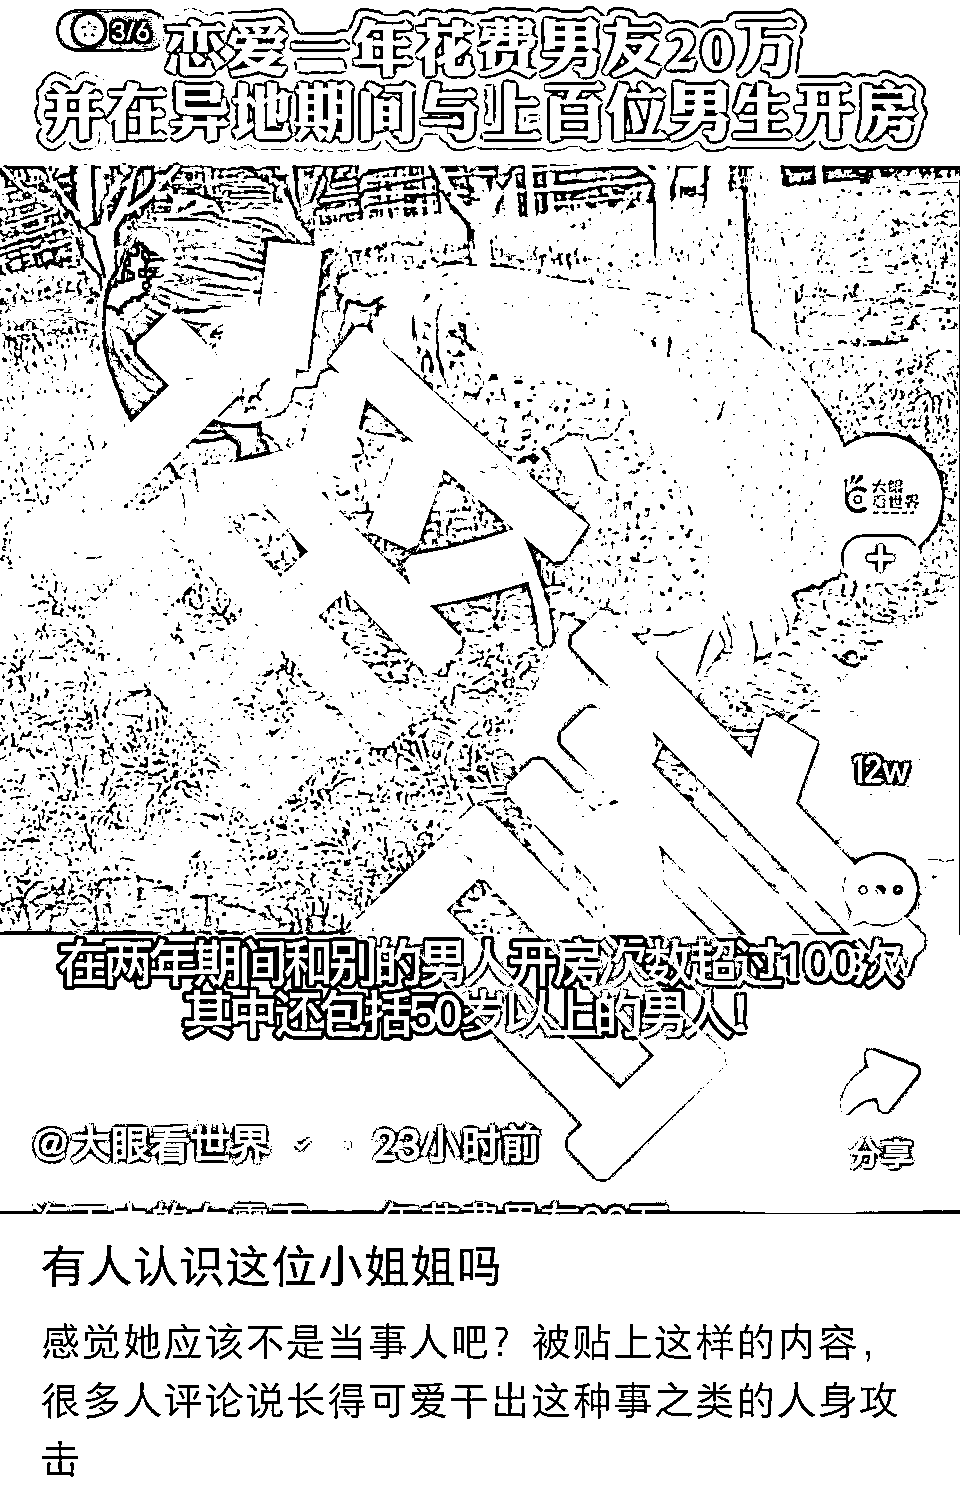 3/6
恋爱三年花费男友20万
并在异地期间与上百位男生开房
大眼
看世界
12w
在两年期间和别的男人开房次数超过100次
其中还包括50岁以上的男人!
@大眼看世界 · 23小时前
分享
有人认识这位小姐姐吗
感觉她应该不是当事人吧？被贴上这样的内容，
很多人评论说长得可爱干出这种事之类的人身攻
击